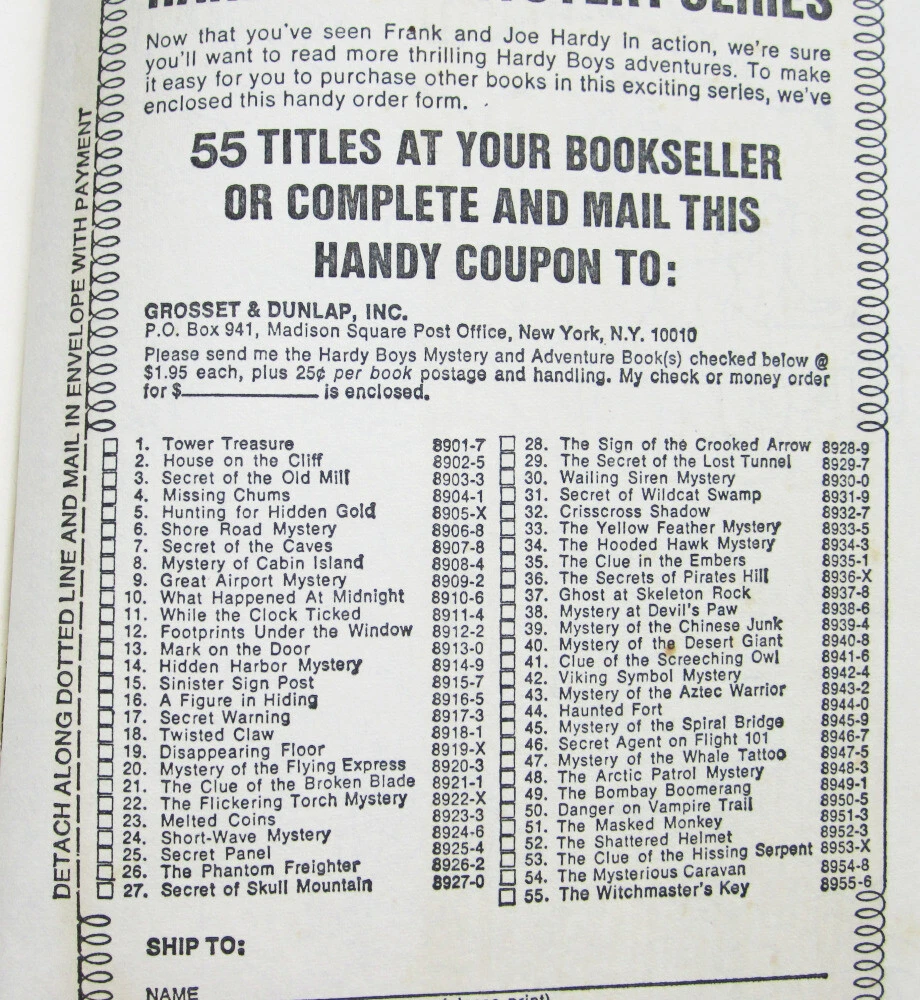 Now that you've seen Frank and Joe Hardy in action, we're sure
you'll want to read more thrilling Hardy Boys adventures. To make
it easy for you to purchase other books in this exciting series, we've
enclosed this handy order form.
55 TITLES AT YOUR BOOKSELLER
OR COMPLETE AND MAIL THIS
HANDY COUPON TO:
GROSSET & DUNLAP, INC.
P.O. Box 941, Madison Square Post Office, New York, N.Y. 10010
Please send me the Hardy Boys Mystery and Adventure Book(s) checked below @
$1.95 each, plus 25¢ per book postage and handling. My check or money order
for $ is enclosed.
1. Tower Treasure 8901-7
2. House on the Cliff 8902-5
3. Secret of the Old Mill 8903-3
4. Missing Chums 8904-1
5. Hunting for Hidden Gold 8905-X
6. Shore Road Mystery 8906-8
7. Secret of the Caves 8907-8
8. Mystery of Cabin Island 8908-4
9. Great Airport Mystery 8909-2
10. What Happened At Midnight 8910-6
11. While the Clock Ticked 8911-4
12. Footprints Under the Window 8912-2
13. Mark on the Door 8913-0
14. Hidden Harbor Mystery 8914-9
15. Sinister Sign Post 8915-7
16. A Figure in Hiding 8916-5
17. Secret Warning 8917-3
18. Twisted Claw 8918-1
19. Disappearing Floor 8919-X
20. Mystery of the Flying Express 8920-3
21. The Clue of the Broken Blade 8921-1
22. The Flickering Torch Mystery 8922-X
23. Melted Coins 8923-3
24. Short-Wave Mystery 8924-6
25. Secret Panel 8925-4
26. The Phantom Freighter 8926-2
27. Secret of Skull Mountain 8927-0
28. The Sign of the Crooked Arrow 8928-9
29. The Secret of the Lost Tunnel 8929-7
30. Wailing Siren Mystery 8930-0
31. Secret of Wildcat Swamp 8931-9
32. Crisscross Shadow 8932-7
33. The Yellow Feather Mystery 8933-5
34. The Hooded Hawk Mystery 8934-3
35. The Clue in the Embers 8935-1
36. The Secrets of Pirates Hill 8936-X
37. Ghost at Skeleton Rock 8937-8
38. Mystery at Devil's Paw 8938-6
39. Mystery of the Chinese Junk 8939-4
40. Mystery of the Desert Giant 8940-8
41. Clue of the Screeching Owl 8941-6
42. Viking Symbol Mystery 8942-4
43. Mystery of the Aztec Warrior 8943-2
44. Haunted Fort 8944-0
45. Mystery of the Spiral Bridge 8945-9
46. Secret Agent on Flight 101 8946-7
47. Mystery of the Whale Tattoo 8947-5
48. The Arctic Patrol Mystery 8948-3
49. The Bombay Boomerang 8949-1
50. Danger on Vampire Trail 8950-5
51. The Masked Monkey 8951-3
52. The Shattered Helmet 8952-3
53. The Clue of the Hissing Serpent 8953-X
54. The Mysterious Caravan 8954-8
55. The Witchmaster's Key 8955-6
SHIP TO:
NAME
DETACH ALONG DOTTED LINE AND MAIL IN ENVELOPE WITH PAYMENT